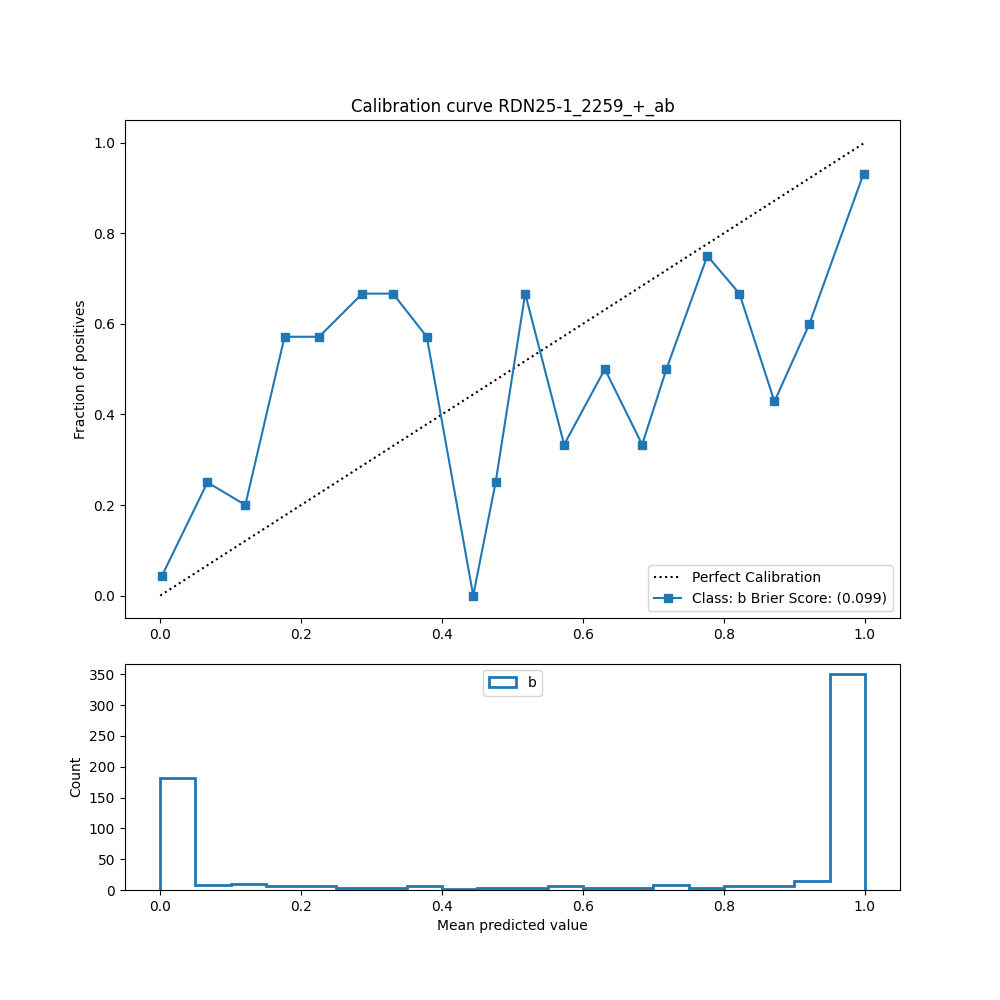 Calibration curve RDN25-1_2259_+_ab
Fraction of positives
1.0
0.8
0.6
0.4
0.2
0.0
Perfect Calibration
Class: b Brier Score: (0.099)
0.0 0.2 0.4 0.6 0.8 1.0
Count
350
300
250
200
150
100
50
0
b
0.0 0.2 0.4 0.6 0.8 1.0
Mean predicted value